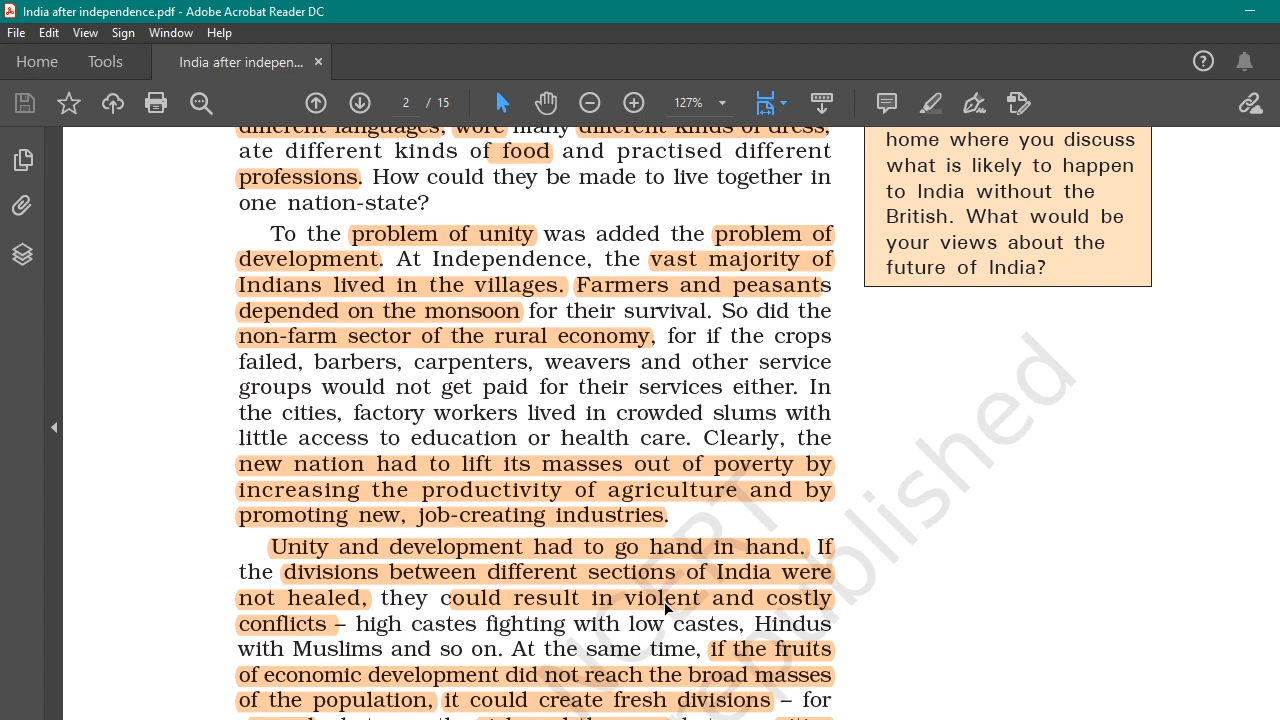 India after independence.pdf - Adobe Acrobat Reader DC
File Edit View Sign Window Help
Home Tools India after indepen... ×
2 / 15 127%
different languages, wore many different kinds of dress,
ate different kinds of food and practised different
professions. How could they be made to live together in
one nation-state?
To the problem of unity was added the problem of
development. At Independence, the vast majority of
Indians lived in the villages. Farmers and peasants
depended on the monsoon for their survival. So did the
non-farm sector of the rural economy, for if the crops
failed, barbers, carpenters, weavers and other service
groups would not get paid for their services either. In
the cities, factory workers lived in crowded slums with
little access to education or health care. Clearly, the
new nation had to lift its masses out of poverty by
increasing the productivity of agriculture and by
promoting new, job-creating industries.
Unity and development had to go hand in hand. If
the divisions between different sections of India were
not healed, they could result in violent and costly
conflicts – high castes fighting with low castes, Hindus
with Muslims and so on. At the same time, if the fruits
of economic development did not reach the broad masses
of the population, it could create fresh divisions – for
home where you discuss
what is likely to happen
to India without the
British. What would be
your views about the
future of India?
NCERT
republished